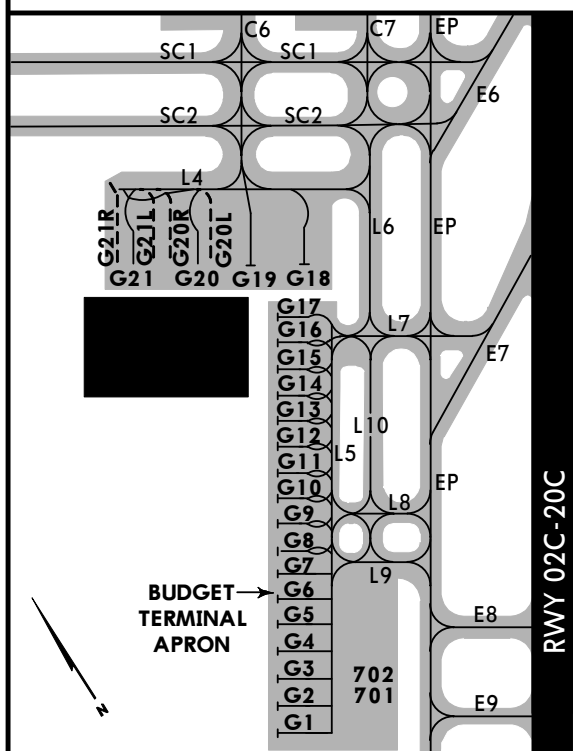 C6
C7
EP
SC1
SC1
E6
SC2
SC2
L4
G21R
G21L
G20R
G20L
L6
EP
G21
G20
G19
G18
G17
G16
L7
G15
E7
G14
G13
L10
G12
L5
G11
G10
EP
G9
L8
G8
G7
L9
G6
BUDGET
TERMINAL
APRON
G5
E8
G4
G3
702
G2
701
E9
G1
N
RWY 02C-20C